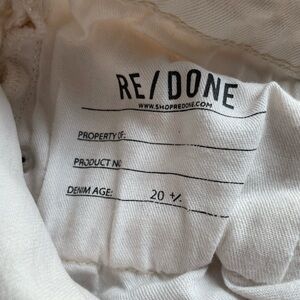 RE/DONE
WWW.SHOPREDONE.COM
PROPERTY OF:
PRODUCT NO
DENIM AGE: 20 +/-